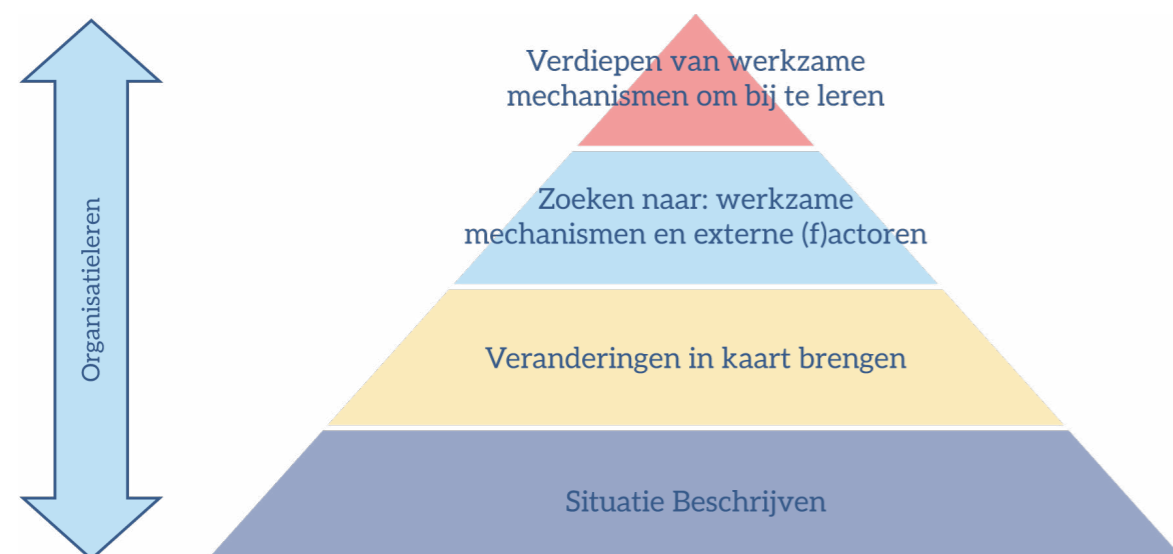 Verdiepen van werkzame
mechanismen om bij te leren
Zoeken naar: werkzame
mechanismen en externe (f)actoren
Veranderingen in kaart brengen
Situatie Beschrijven
Organisatieleren